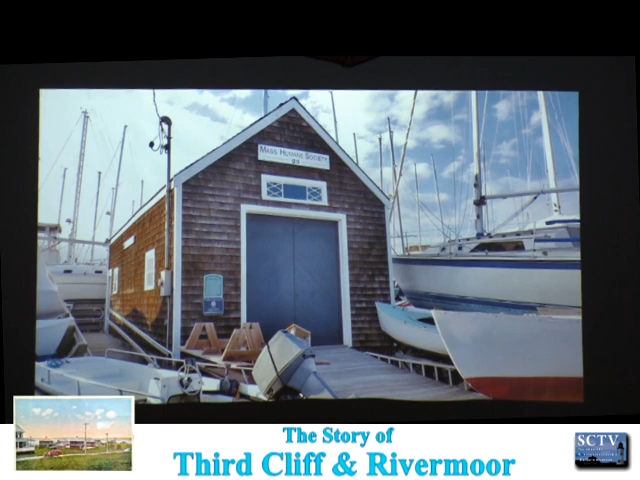 MASS HUMANE SOCIETY
The Story of
Third Cliff & Rivermoor
SCTV